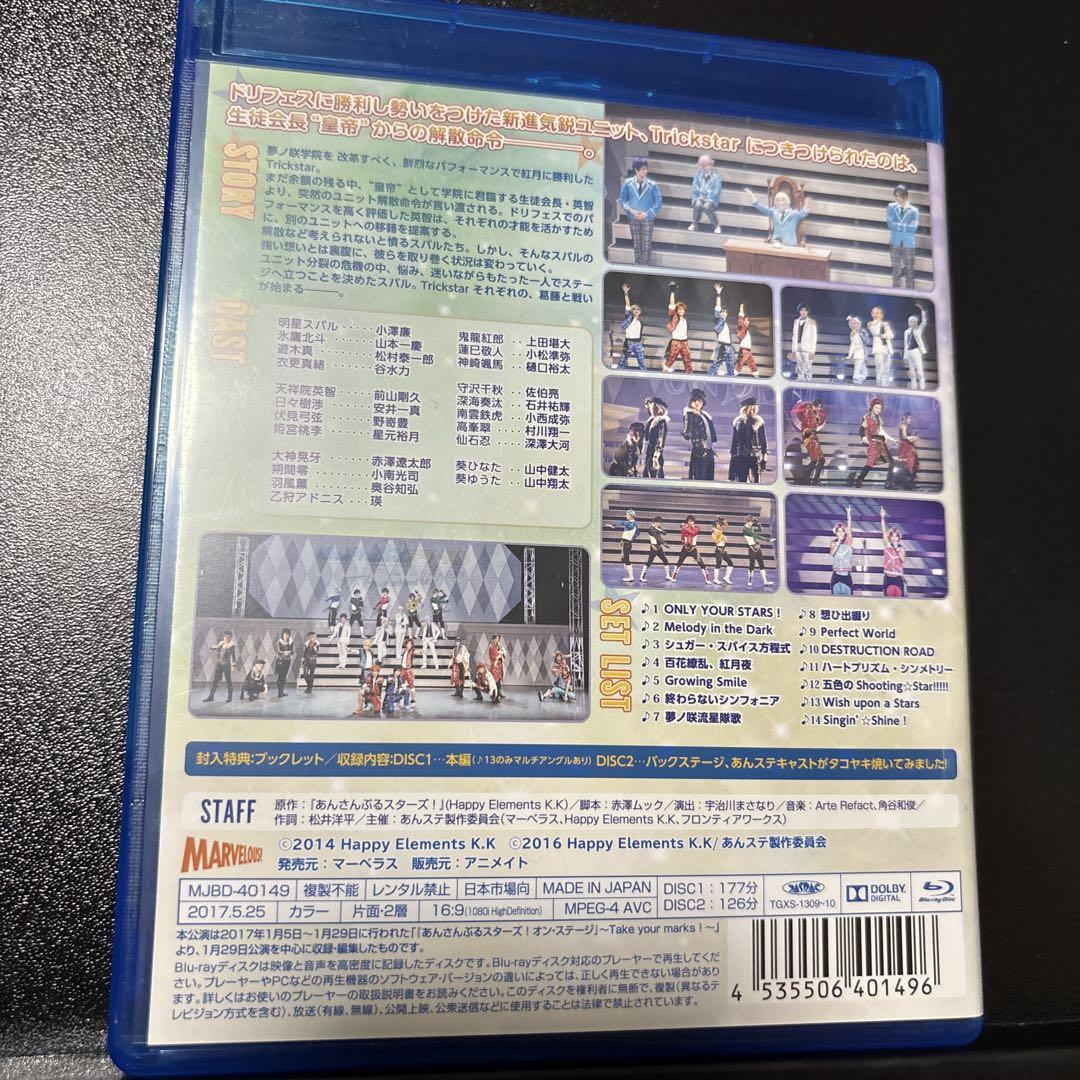 ドリフェスに勝利し勢いをつけた新進気鋭ユニット、Trickstar につきつけられたのは、
生徒会長“皇帝”からの解散命令―――。
STORY
夢ノ咲学院を 改革すべく、鮮烈なパフォーマンスで紅月に勝利した
Trickstar。
まだ余韻の残る中、“皇帝”として学院に君臨する生徒会長・英智
より、突然のユニット解散命令が言い渡される。ドリフェスでのパ
フォーマンスを高く評価した英智は、それぞれの才能を活かすため
に、別のユニットへの移籍を提案する。
解散など考えられないと憤るスバルたち。しかし、そんなスバルの
強い想いとは裏腹に、彼らを取り巻く状況は変わっていく。
ユニット分裂の危機の中、悩み、迷いながらもたった一人でステー
ジへ立つことを決めたスバル。Trickstar それぞれの、葛藤と戦い
が始まる―――。
CAST
明星スバル・・・・・小澤廉
氷鷹北斗・・・・・山本一慶
遊木真・・・・・松村泰一郎
衣更真緒・・・・・谷水力
鬼龍紅郎・・・・上田堪大
蓮巳敬人・・・・小松準弥
神崎颯馬・・・・樋口裕太
天祥院英智・・・・・前山剛久
日々樹渉・・・・・安井一真
伏見弓弦・・・・・野嵜豊
姫宮桃李・・・・・星元裕月
守沢千秋・・・・佐伯亮
深海奏汰・・・・石井祐輝
南雲鉄虎・・・・小西成弥
高峯翠・・・・村川翔一
仙石忍・・・・深澤大河
大神晃牙・・・・・赤澤遼太郎
朔間零・・・・・小南光司
羽風薫・・・・・奥谷知弘
乙狩アドニス・・・瑛
葵ひなた・・・・山中健太
葵ゆうた・・・・山中翔太
SET LIST
♪1 ONLY YOUR STARS！
♪2 Melody in the Dark
♪3 シュガー・スパイス方程式
♪4 百花繚乱、紅月夜
♪5 Growing Smile
♪6 終わらないシンフォニア
♪7 夢ノ咲流星隊歌
♪8 想ひ出綴り
♪9 Perfect World
♪10 DESTRUCTION ROAD
♪11 ハートプリズム・シンメトリー
♪12 五色の Shooting☆Star!!!!!
♪13 Wish upon a Stars
♪14 Singin'☆Shine！
封入特典：ブックレット／収録内容：DISC1…本編(♪13のみマルチアングルあり) DISC2…バックステージ、あんステキャストがタコヤキ焼いてみました！
STAFF
原作：『あんさんぶるスターズ！』(Happy Elements K.K)／脚本：赤澤ムック／演出：宇治川まさなり／音楽：Arte Refact、角谷和俊／
作詞：松井洋平／主催：あんステ製作委員会(マーベラス、Happy Elements K.K、フロンティアワークス)
MARVELOUS!
©2014 Happy Elements K.K ©2016 Happy Elements K.K/あんステ製作委員会
発売元：マーベラス 販売元：アニメイト
MJBD-40149 複製不能 レンタル禁止 日本市場向 MADE IN JAPAN DISC1：177分
2017.5.25 カラー 片面・2層 16:9(1080i HighDefinition) MPEG-4 AVC DISC2：126分
JASRAC
TGXS-1309~10
DOLBY DIGITAL
Blu-ray Disc
本公演は2017年1月5日～1月29日に行われた「『あんさんぶるスターズ！オン・ステージ』～Take your marks！～」
より、1月29日公演を中心に収録・編集したものです。
Blu-rayディスクは映像と音声を高密度に記録したディスクです。Blu-rayディスク対応のプレーヤーで再生してくだ
さい。プレーヤーやPCなどの再生機器のソフトウェア・バージョンの違いによっては、正しく再生できない場合があり
ます。詳しくはお使いのプレーヤーの取扱説明書をお読みください。このディスクを権利者に無断で、複製(異なるテレ
ビジョン方式を含む)、放送(有線、無線)、公開上映、公衆送信などに使用することは法律で禁止されています。
4 535506 401496